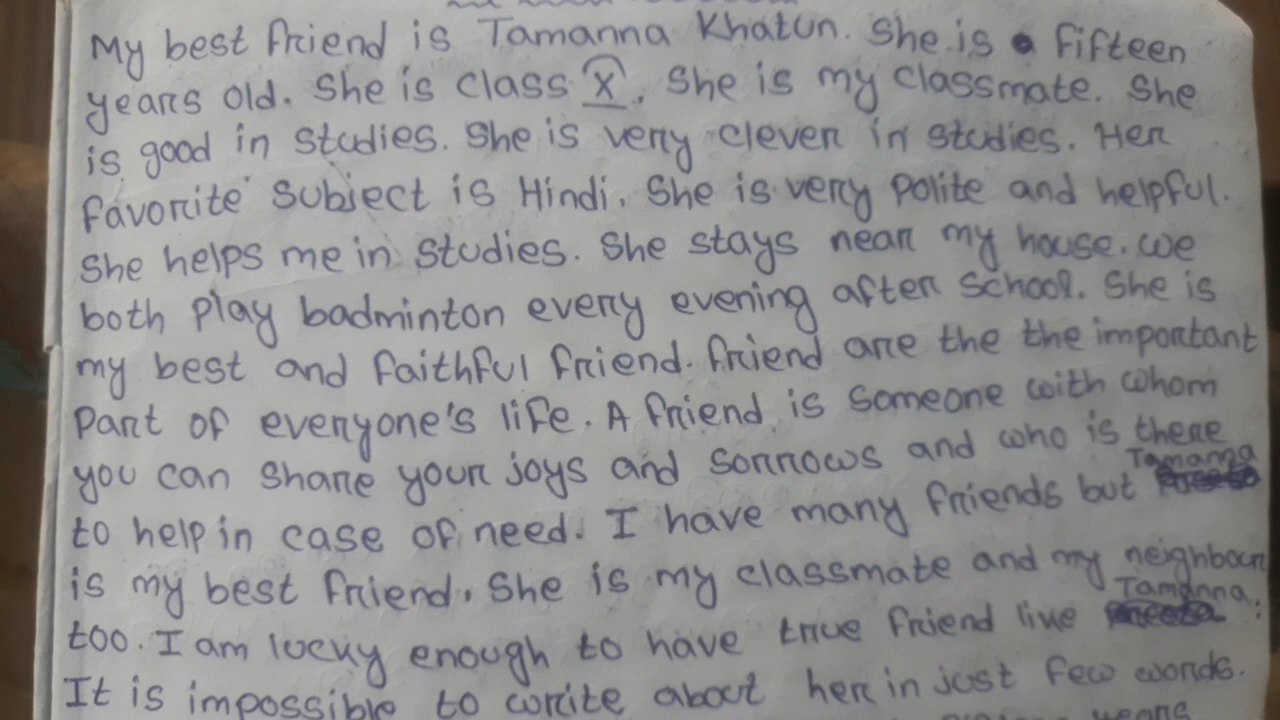 My best friend is Tamanna Khatun. She is fifteen
years old. She is class X. She is my classmate. She
is good in studies. She is very clever in studies. Her
favorite subject is Hindi. She is very polite and helpful.
She helps me in studies. She stays near my house. we
both play badminton every evening after school. She is
my best and faithful friend. friend are the the important
part of everyone's life. A friend is someone with whom
you can share your joys and sorrows and who is there
to help in case of need. I have many friends but Tamanna
is my best friend. She is my classmate and my neighbour
too. I am lucky enough to have true friend live Tamanna.
It is impossible to write about her in just few words.
years